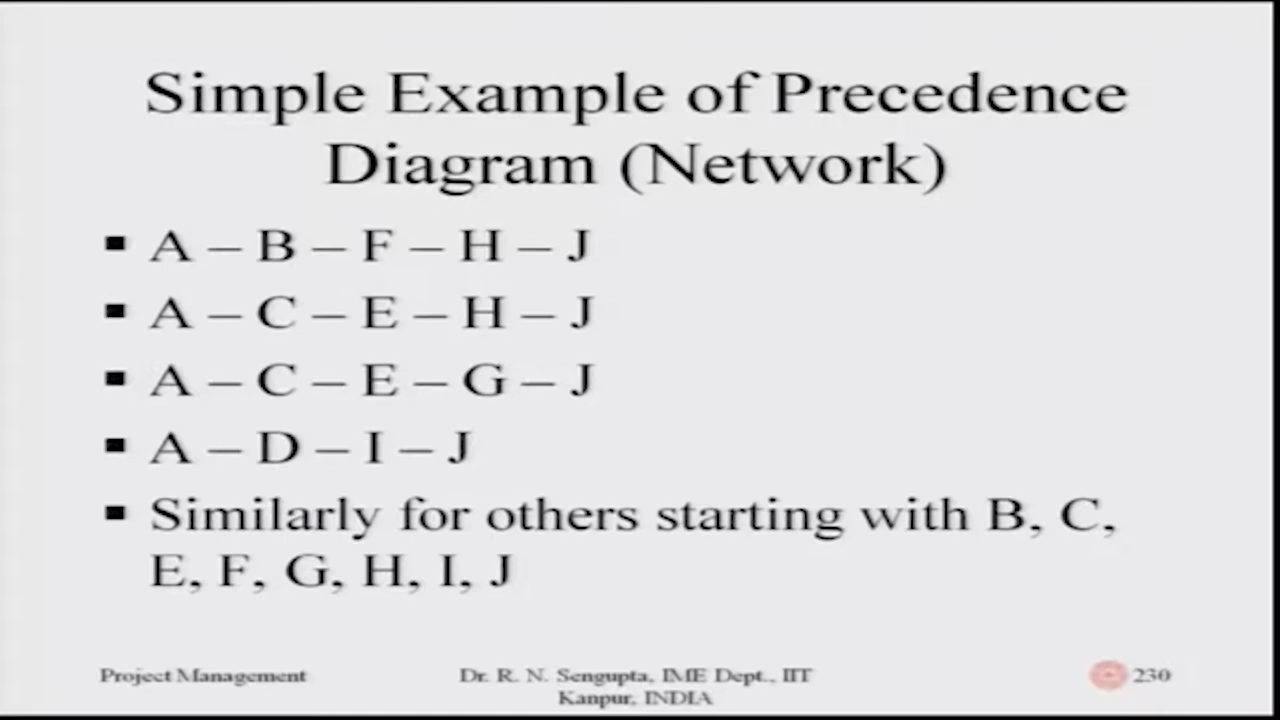 Simple Example of Precedence
Diagram (Network)
▪ A – B – F – H – J
▪ A – C – E – H – J
▪ A – C – E – G – J
▪ A – D – I – J
▪ Similarly for others starting with B, C,
E, F, G, H, I, J
Project Management
Dr. R. N. Sengupta, IME Dept., IIT
Kanpur, INDIA
230